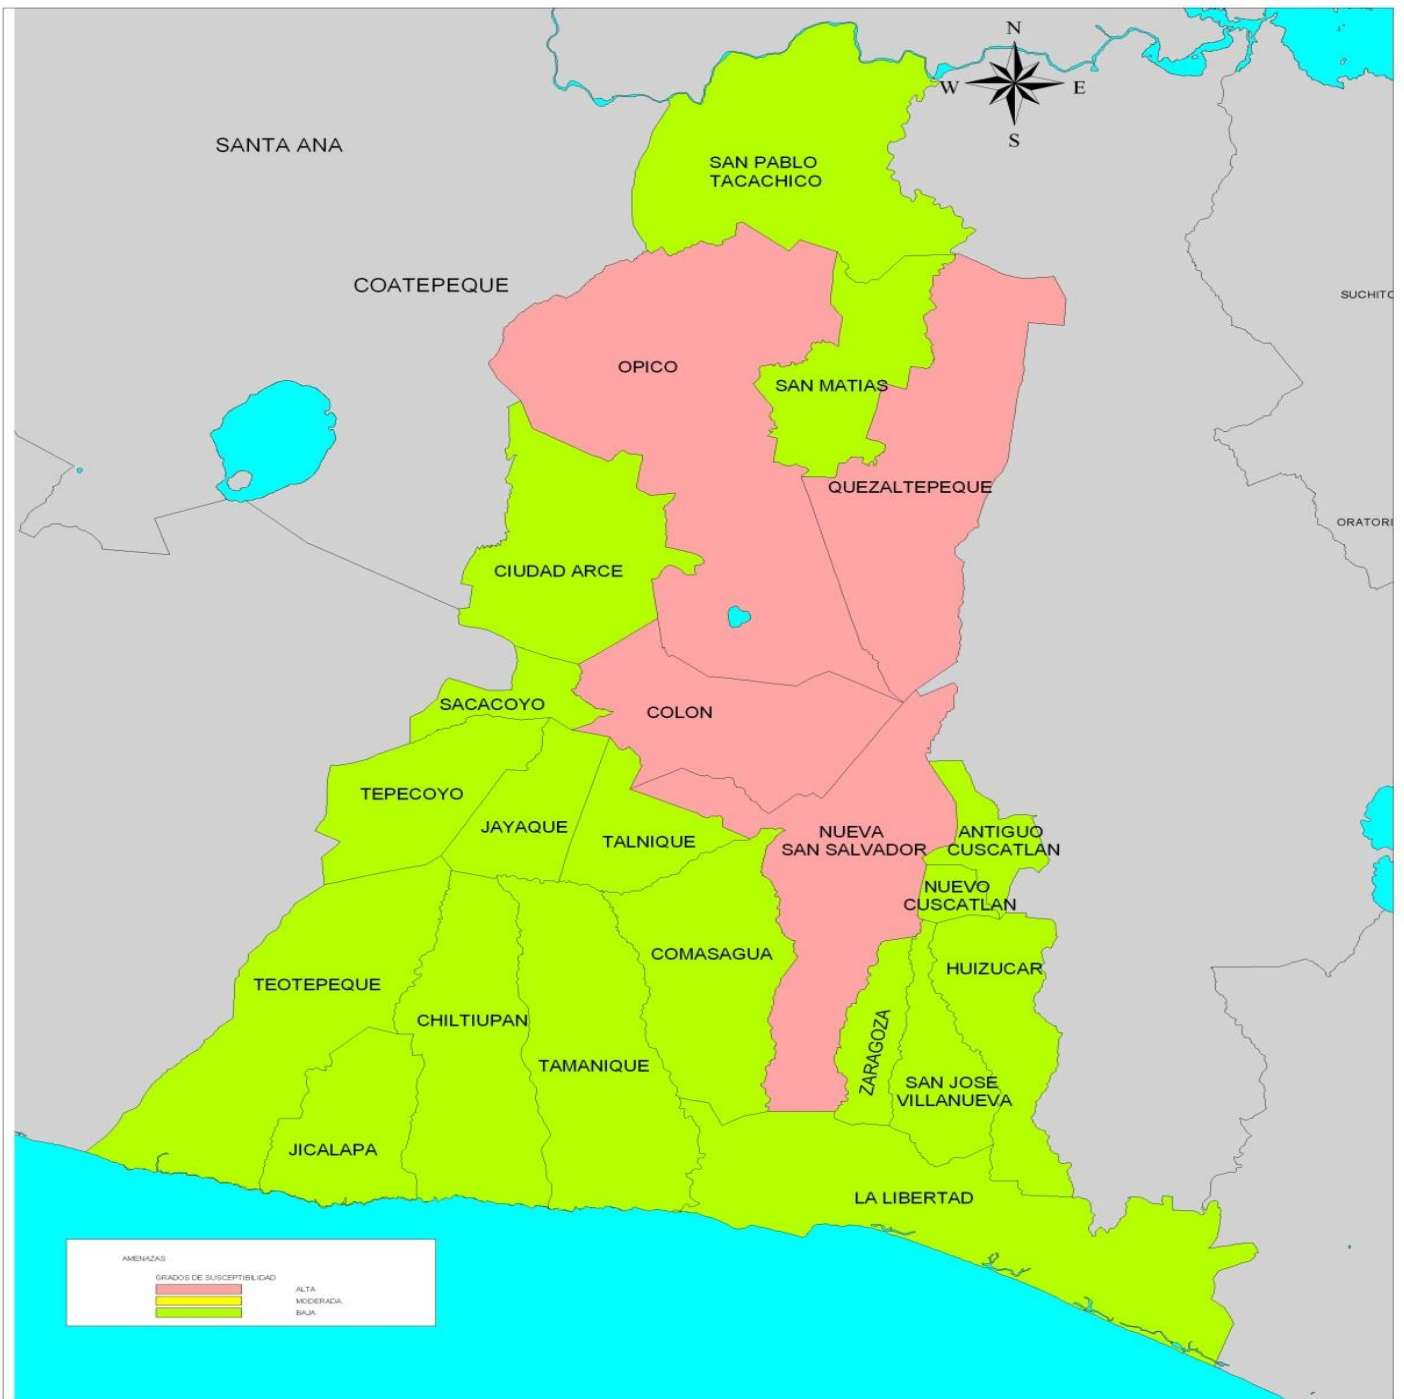 N
W
E
S
SANTA ANA
SAN PABLO
TACACHICO
COATEPEQUE
SUCHITO
OPICO
SAN MATIAS
QUEZALTEPEQUE
ORATORI
CIUDAD ARCE
SACACOYO
COLON
TEPECOYO
JAYAQUE
TALNIQUE
NUEVA
SAN SALVADOR
ANTIGUO
CUSCATLAN
NUEVO
CUSCATLAN
COMASAGUA
HUIZUCAR
TEOTEPEQUE
CHILTIUPAN
ZARAGOZA
TAMANIQUE
SAN JOSE
VILLANUEVA
JICALAPA
LA LIBERTAD
AMENAZAS
GRADOS DE SUSCEPTIBILIDAD
ALTA
MODERADA
BAJA